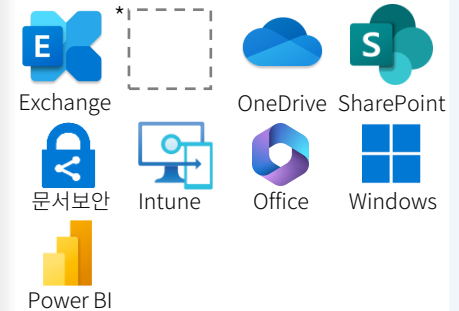 *
Exchange
OneDrive
SharePoint
문서보안
Intune
Office
Windows
Power BI
E
S